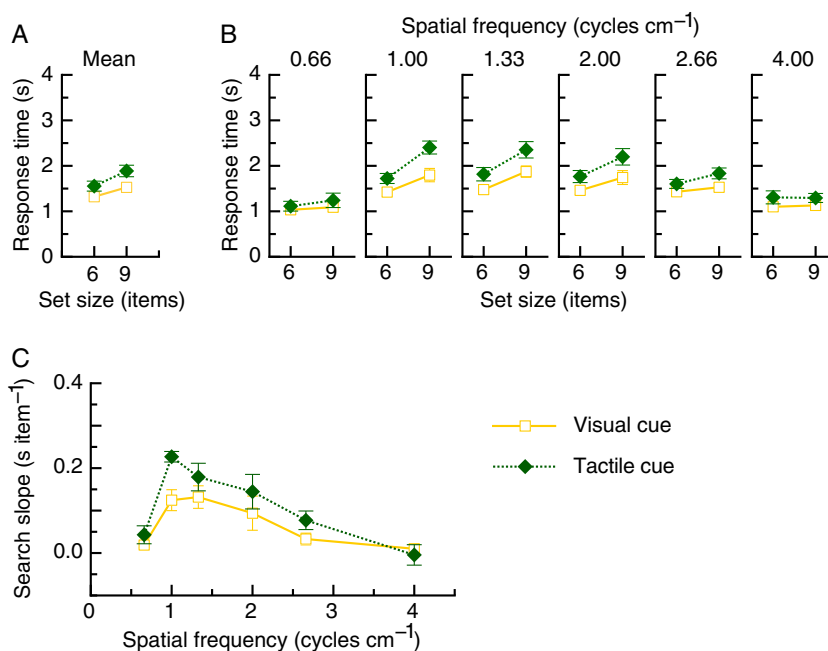 A
Mean
Response time (s)
4
3
2
1
0
6 9
Set size (items)
B
Spatial frequency (cycles cm−1)
0.66 1.00 1.33 2.00 2.66 4.00
Response time (s)
4
3
2
1
0
6 9 6 9 6 9 6 9 6 9 6 9
Set size (items)
C
Search slope (s item−1)
0.4
0.2
0.0
0 1 2 3 4
Spatial frequency (cycles cm−1)
Visual cue
Tactile cue